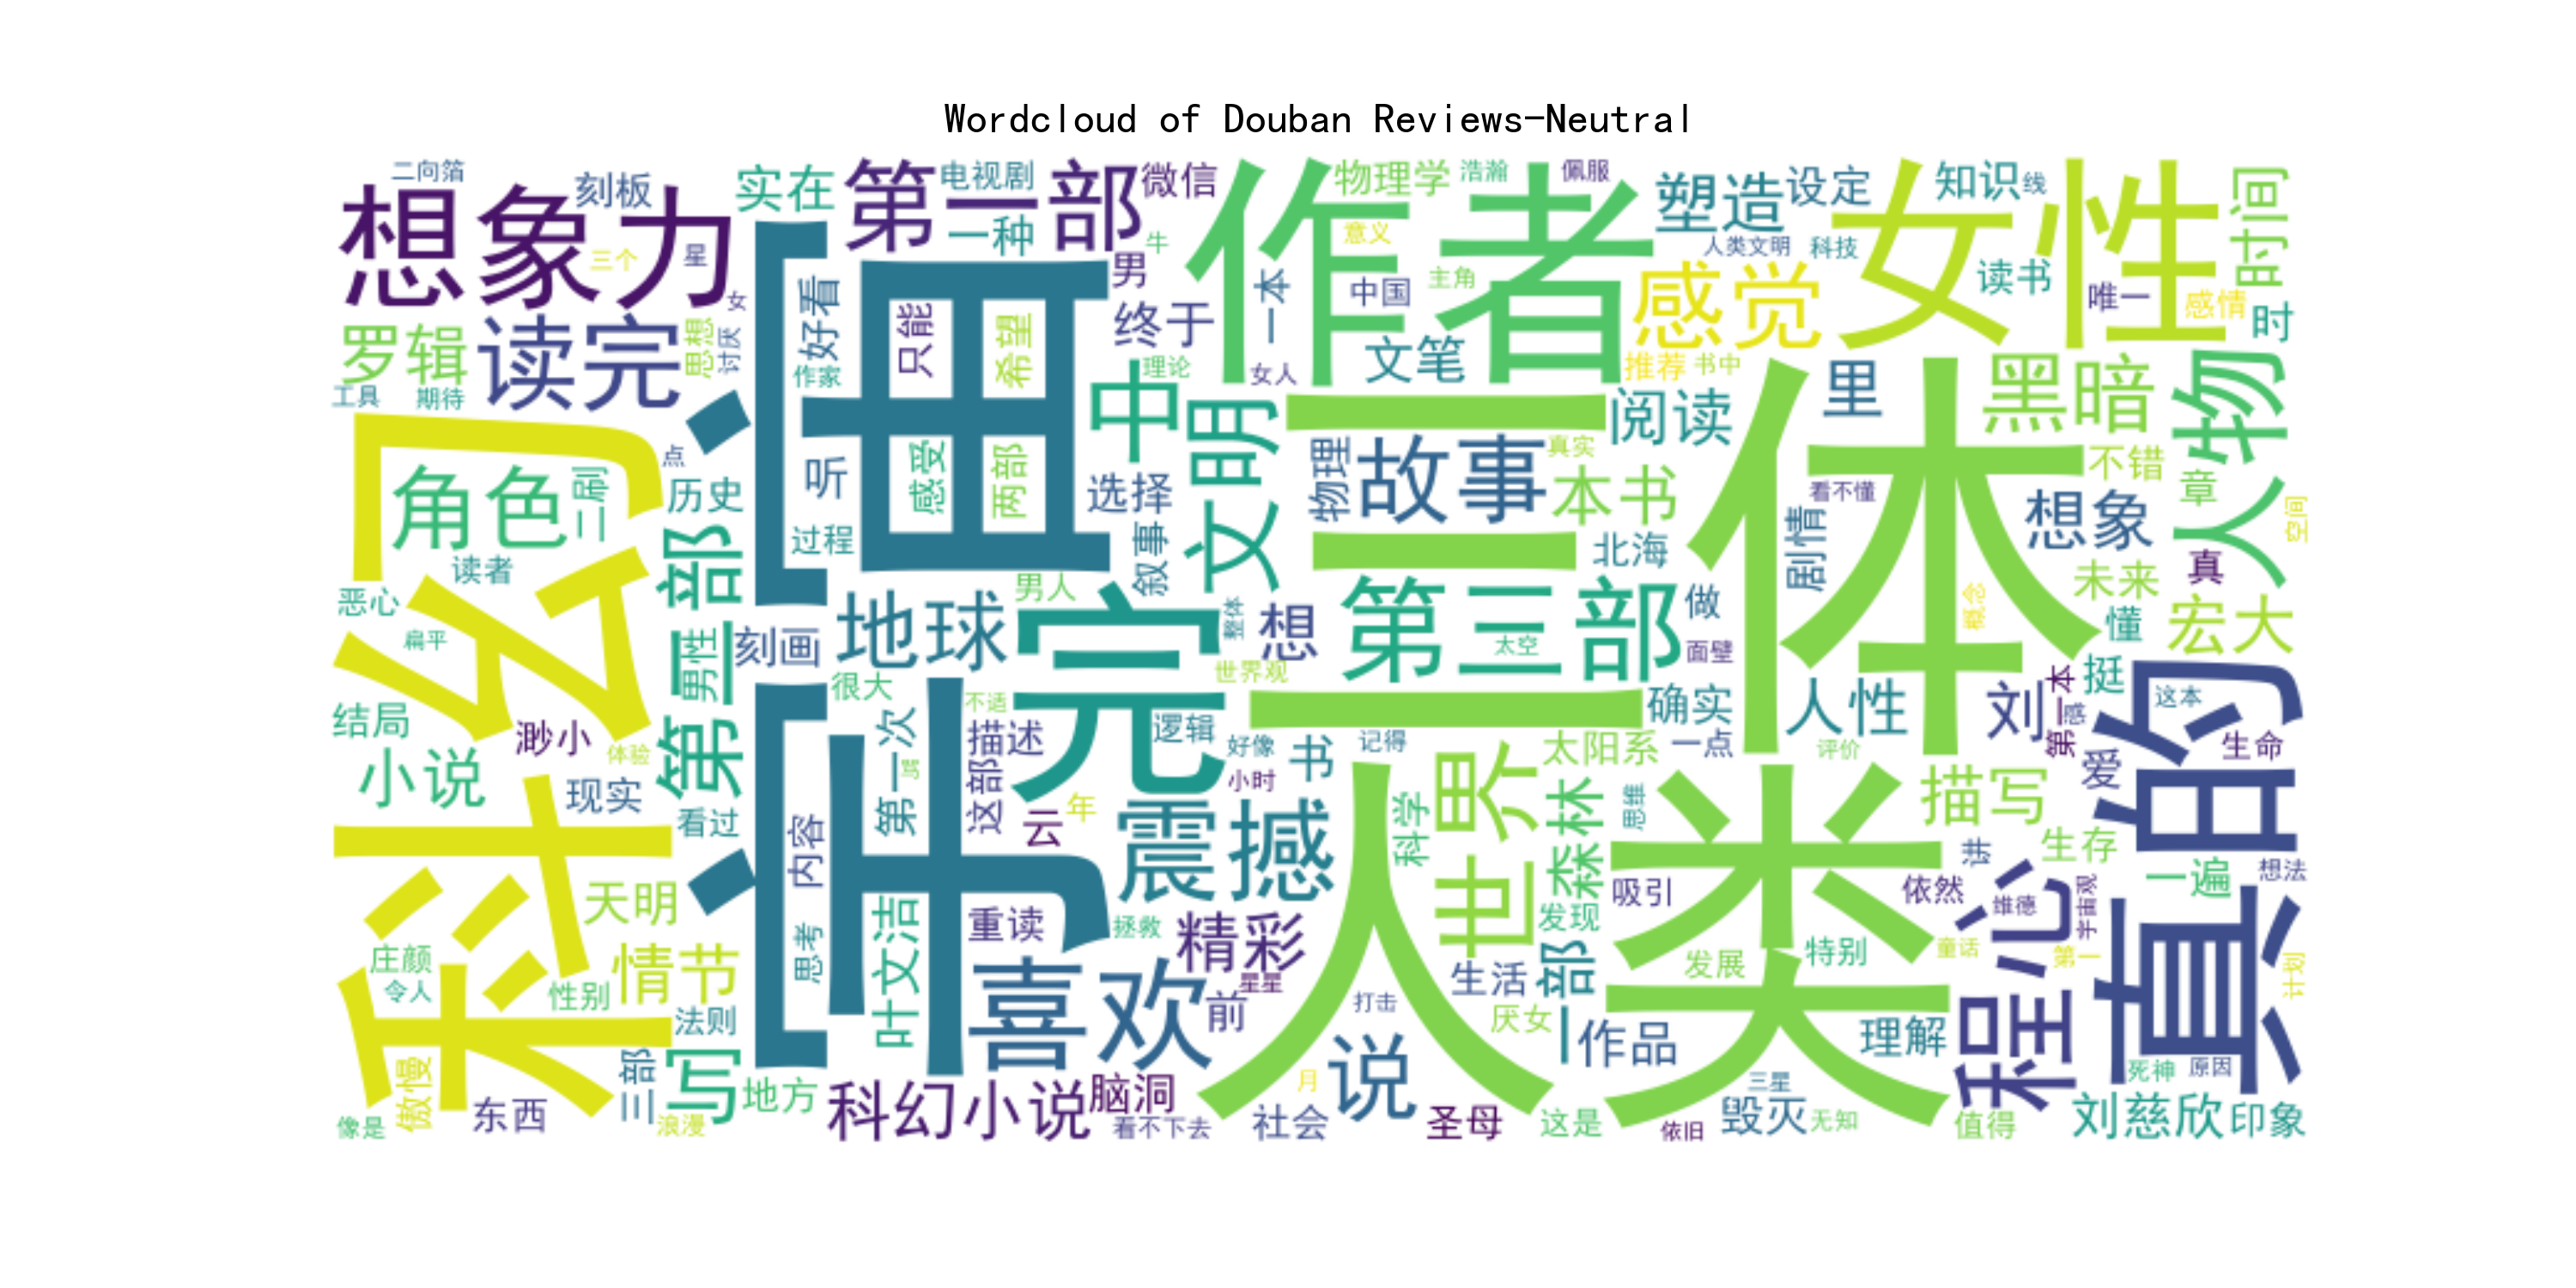 Wordcloud of Douban Reviews-Neutral
二向箔
刻板
实在
第一部
电视剧
微信
作者
物理学
浩瀚
佩服
塑造
设定
女性
知识
线
时间
想象力
三个
星
女
一种
牛
男
意义
人类文明
科技
主角
中国
一本
感觉
读书
唯一
感情
时
罗辑
读完
思想
讨厌
好看
作家
只能
希望
终于
文笔
理论
女人
推荐
书中
里
黑暗
人物
工具
期待
科幻
宇宙
中
文明
三体
阅读
角色
二刷
点
历史
听
感受
两部
选择
物理
故事
真实
本书
看不懂
不错
章
想象
空间
读者
过程
叙事
北海
剧情
真
恶心
扁平
第二部
男性
刻画
地球
男人
完
整体
想
第三部
太空
做
面壁
概念
未来
懂
宏大
世界观
很大
不适
结局
渺小
体验
小说
现实
看过
第一次
骂
描述
逻辑
好像
小时
书
记得
确实
太阳系
一点
人性
评价
刘
第一本
感
挺
爱
这本
生命
真的
内容
这部
云
年
震撼
人类
科学
世界
森林
思维
描写
生存
讲
一遍
想法
天明
叶文洁
重读
拯救
精彩
发现
吸引
依然
程心
维德
宇宙观
庄颜
令人
性别
情节
思考
喜欢
星星
前
打击
生活
一部
发展
特别
童话
第一
计划
法则
厌女
作品
理解
傲慢
像是
东西
三部
写
浪漫
地方
科幻小说
脑洞
看不下去
社会
月
说
圣母
这是
依旧
三星
毁灭
无知
值得
死神
原因
刘慈欣
印象